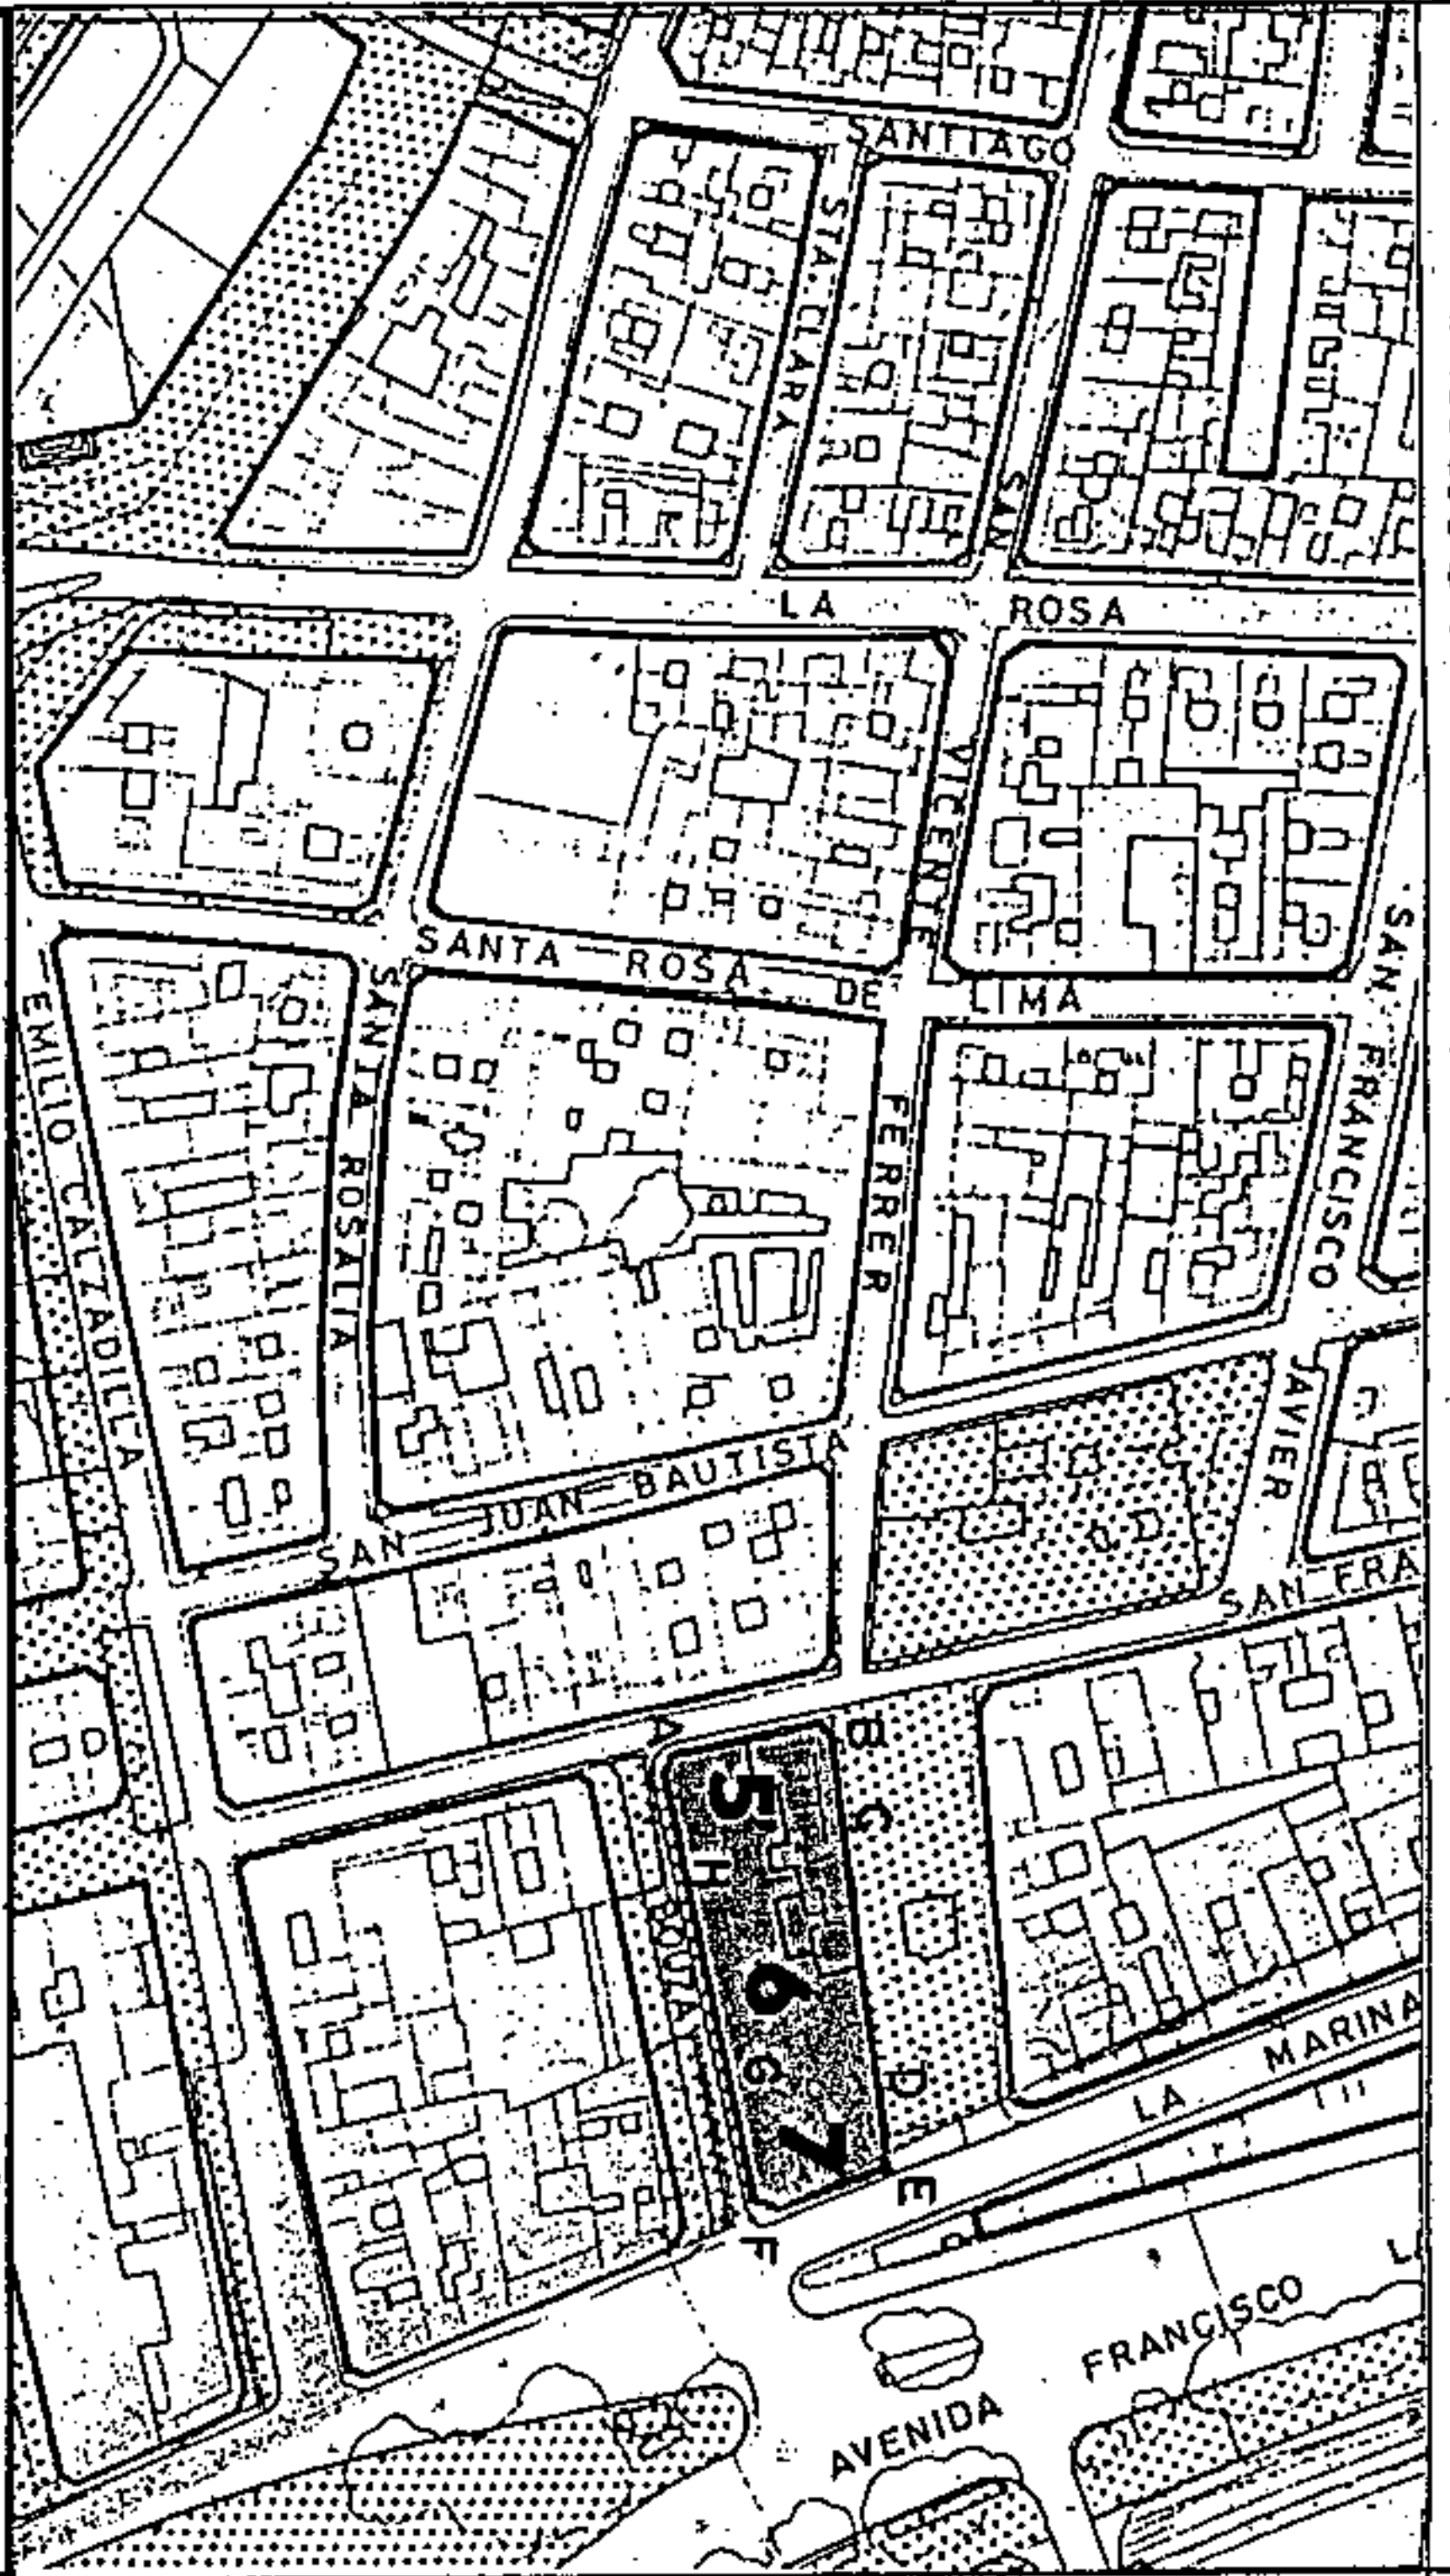 SANTIAGO
STA. CLARA
SAN
LA ROSA
VICENTE
SANTA ROSA DE LIMA
SAN FRANCISCO
EMILIO CALZADILLA
SANTA ROSALIA
FERRER
JAVIER
SAN JUAN BAUTISTA
SAN FRA
A
B
5
C
H
6
G
D
7
E
F
LA MARINA
FRANCISCO
AVENIDA